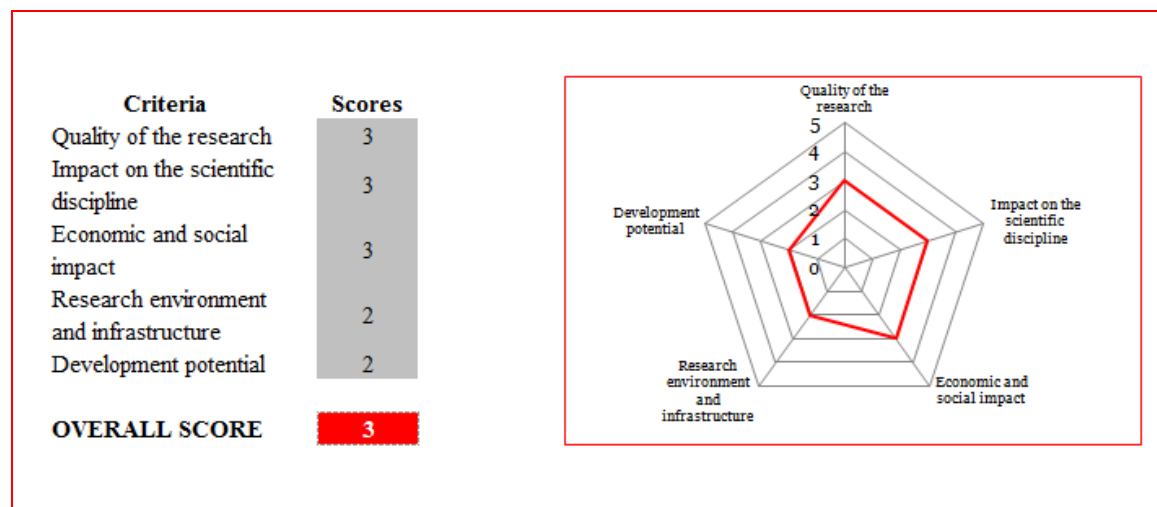 Criteria Scores
Quality of the research 3
Impact on the scientific
discipline 3
Economic and social
impact 3
Research environment
and infrastructure 2
Development potential 2
OVERALL SCORE 3
Quality of the
research
5
4
3
2
1
0
Impact on the
scientific
discipline
Economic and
social impact
Research
environment
and
infrastructure
Development
potential